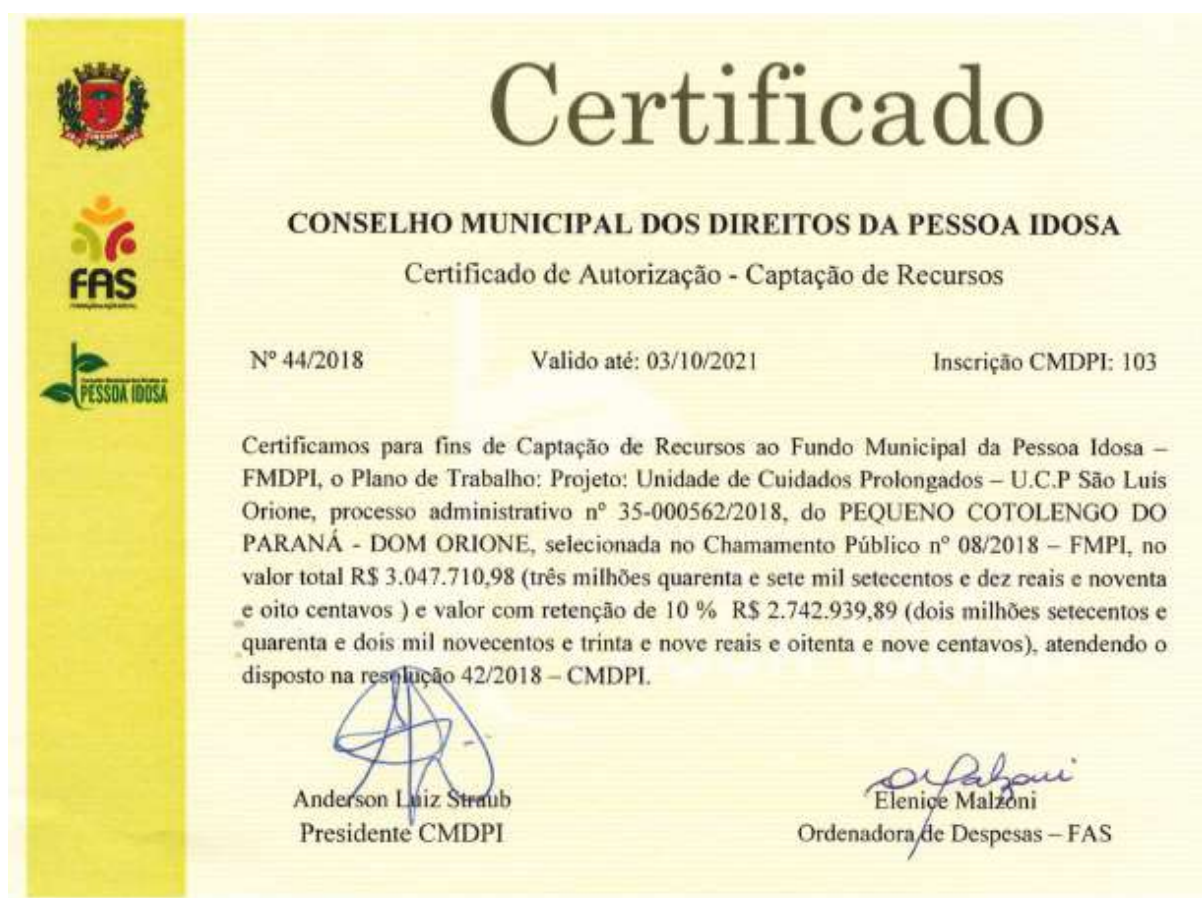 Certificado
CONSELHO MUNICIPAL DOS DIREITOS DA PESSOA IDOSA
Certificado de Autorização - Captação de Recursos
Nº 44/2018 Valido até: 03/10/2021 Inscrição CMDPI: 103
Certificamos para fins de Captação de Recursos ao Fundo Municipal da Pessoa Idosa –
FMDPI, o Plano de Trabalho: Projeto: Unidade de Cuidados Prolongados – U.C.P São Luis
Orione, processo administrativo nº 35-000562/2018, do PEQUENO COTOLENGO DO
PARANÁ - DOM ORIONE, selecionada no Chamamento Público nº 08/2018 – FMPI, no
valor total R$ 3.047.710,98 (três milhões quarenta e sete mil setecentos e dez reais e noventa
e oito centavos ) e valor com retenção de 10 % R$ 2.742.939,89 (dois milhões setecentos e
quarenta e dois mil novecentos e trinta e nove reais e oitenta e nove centavos), atendendo o
disposto na resolução 42/2018 – CMDPI.
Anderson Luiz Straub
Presidente CMDPI
Elenice Malzoni
Ordenadora de Despesas – FAS
FAS
PESSOA IDOSA